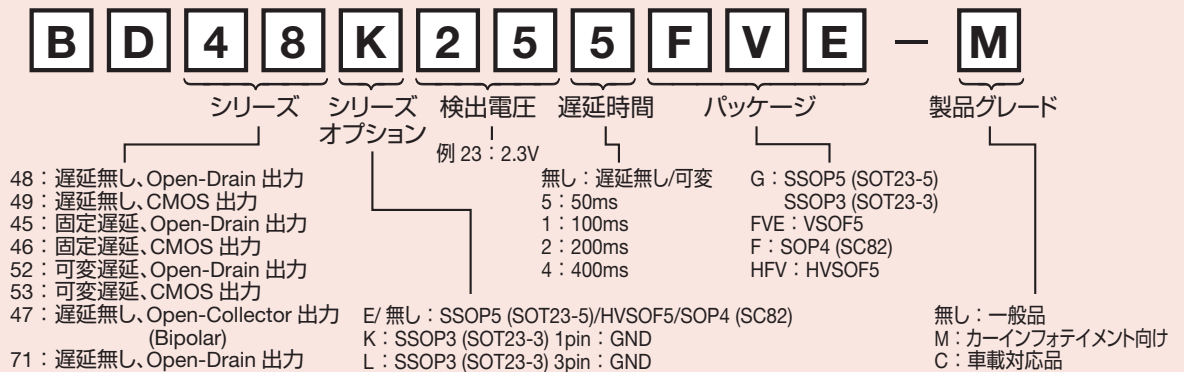 BD48K255FVE－M
シリーズ
シリーズ
オプション
検出電圧
例 23：2.3V
遅延時間
パッケージ
製品グレード
48：遅延無し、Open-Drain 出力
49：遅延無し、CMOS 出力
45：固定遅延、Open-Drain 出力
46：固定遅延、CMOS 出力
52：可変遅延、Open-Drain 出力
53：可変遅延、CMOS 出力
47：遅延無し、Open-Collector 出力
(Bipolar)
71：遅延無し、Open-Drain 出力
E/ 無し：SSOP5 (SOT23-5)/HVSOF5/SOP4 (SC82)
K：SSOP3 (SOT23-3) 1pin：GND
L：SSOP3 (SOT23-3) 3pin：GND
無し：遅延無し/可変
5：50ms
1：100ms
2：200ms
4：400ms
G：SSOP5 (SOT23-5)
SSOP3 (SOT23-3)
FVE：VSOF5
F：SOP4 (SC82)
HFV：HVSOF5
無し：一般品
M：カーインフォテイメント向け
C：車載対応品